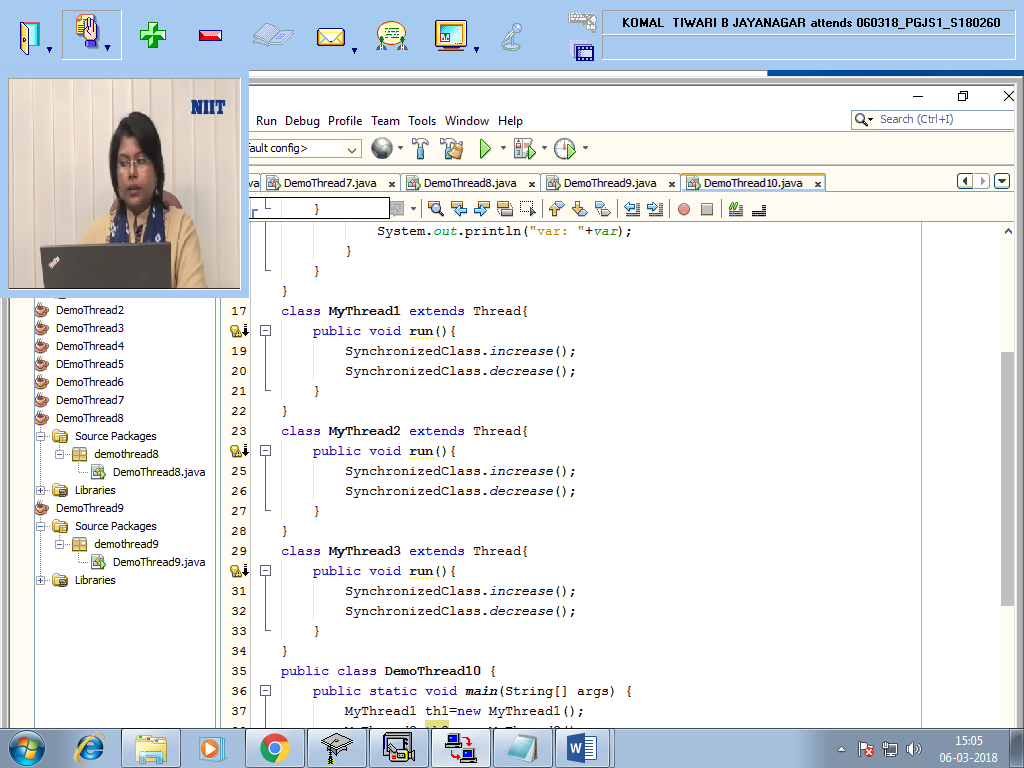 KOMAL TIWARI B JAYANAGAR attends 060318_PGJS1_S180260
NIIT
Run Debug Profile Team Tools Window Help
Search (Ctrl+I)
ault config>
va DemoThread7.java x DemoThread8.java x DemoThread9.java x DemoThread10.java x
}
System.out.println("var: "+var);
}
}
}
17 class MyThread1 extends Thread{
public void run(){
19 SynchronizedClass.increase();
20 SynchronizedClass.decrease();
21 }
22 }
23 class MyThread2 extends Thread{
public void run(){
25 SynchronizedClass.increase();
26 SynchronizedClass.decrease();
27 }
28 }
29 class MyThread3 extends Thread{
public void run(){
31 SynchronizedClass.increase();
32 SynchronizedClass.decrease();
33 }
34 }
35 public class DemoThread10 {
36 public static void main(String[] args) {
37 MyThread1 th1=new MyThread1();
DemoThread2
DemoThread3
DemoThread4
DEmoThread5
DemoThread6
DemoThread7
DemoThread8
Source Packages
demothread8
DemoThread8.java
Libraries
DemoThread9
Source Packages
demothread9
DemoThread9.java
Libraries
15:05
06-03-2018